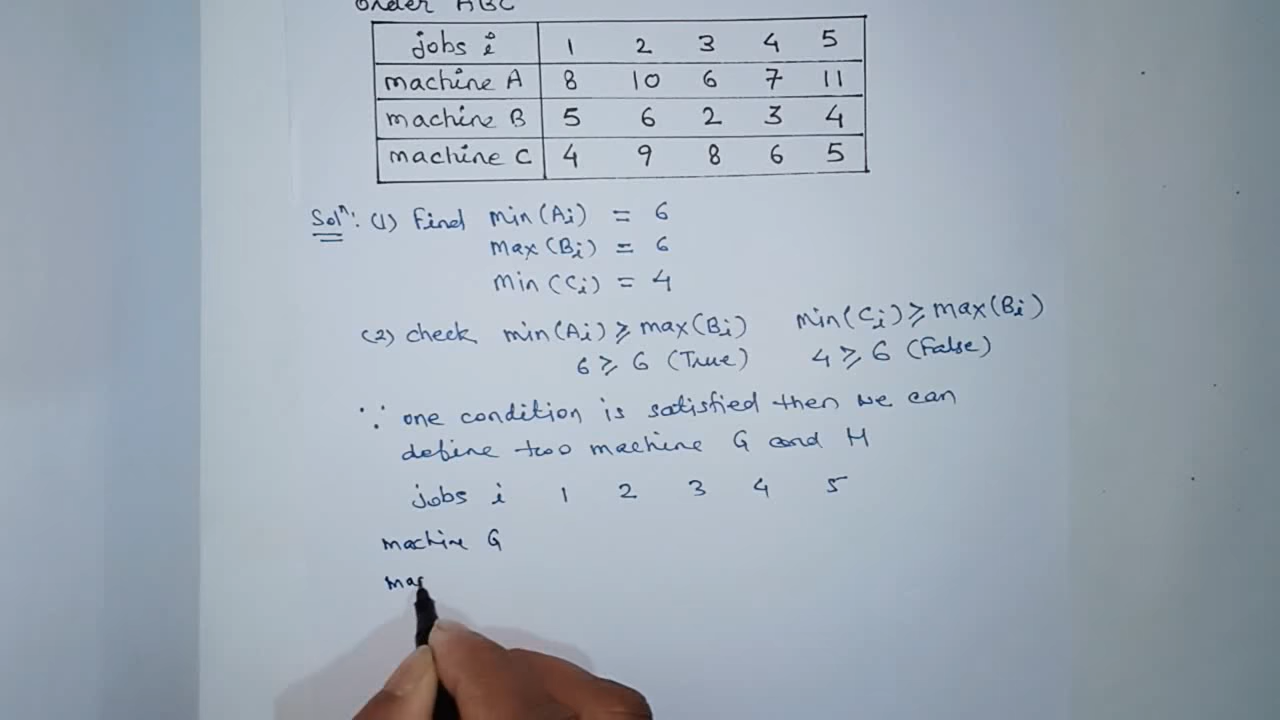 order ABC
jobs i 1 2 3 4 5
machine A 8 10 6 7 11
machine B 5 6 2 3 4
machine C 4 9 8 6 5
Solⁿ: (1) Find min(Ai) = 6
max(Bi) = 6
min(Ci) = 4
(2) check min(Ai) ⩾ max(Bi) min(Ci) ⩾ max(Bi)
6 ⩾ 6 (True) 4 ⩾ 6 (False)
∵ one condition is satisfied then we can
define two machine G and H
jobs i 1 2 3 4 5
machine G
mac